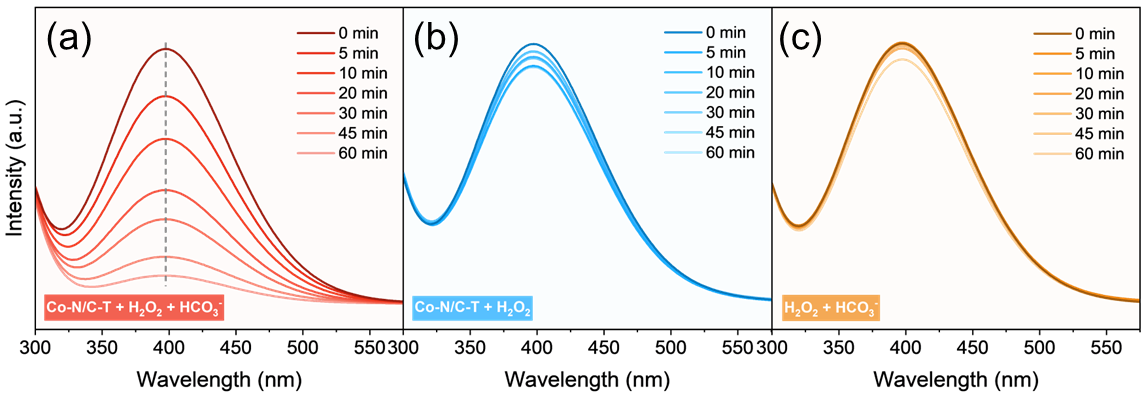 (a)
0 min
5 min
10 min
20 min
30 min
45 min
60 min
Co-N/C-T + H₂O₂ + HCO₃⁻
(b)
0 min
5 min
10 min
20 min
30 min
45 min
60 min
Co-N/C-T + H₂O₂
(c)
0 min
5 min
10 min
20 min
30 min
45 min
60 min
H₂O₂ + HCO₃⁻
Intensity (a.u.)
300 350 400 450 500 550 300 350 400 450 500 550 300 350 400 450 500 550
Wavelength (nm) Wavelength (nm) Wavelength (nm)